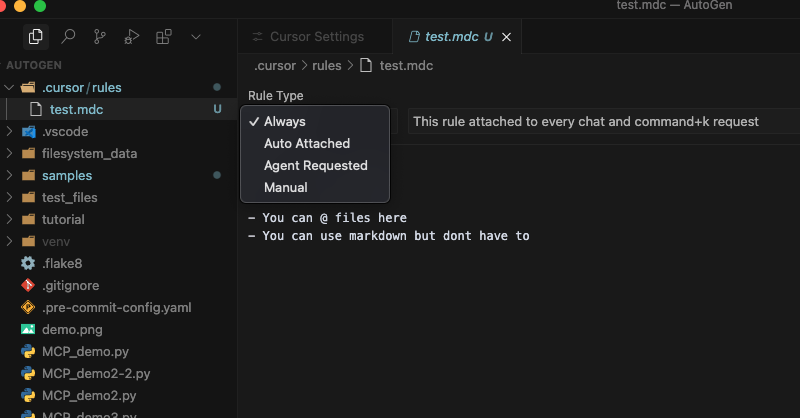 test.mdc — AutoGen
Cursor Settings
test.mdc U
AUTOGEN
.cursor/rules
test.mdc U
.vscode
filesystem_data
samples
test_files
tutorial
venv
.flake8
.gitignore
.pre-commit-config.yaml
demo.png
MCP_demo.py
MCP_demo2-2.py
MCP_demo2.py
MCP_demo3.py
.cursor > rules > test.mdc
Rule Type
✓ Always
Auto Attached
Agent Requested
Manual
This rule attached to every chat and command+k request
- You can @ files here
- You can use markdown but dont have to